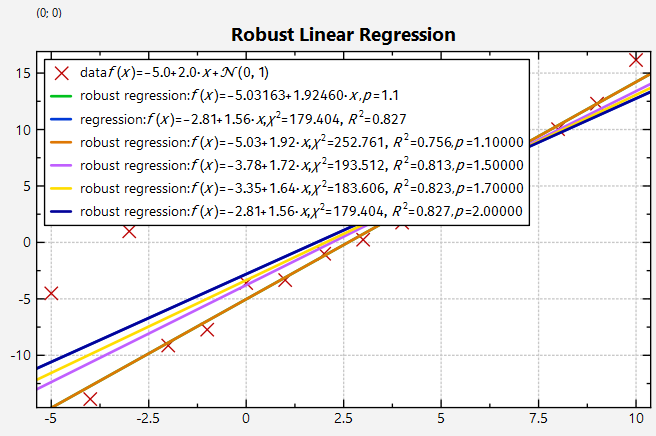 (0; 0)
Robust Linear Regression
data f(x)=−5.0+2.0·x+𝒩(0, 1)
robust regression: f(x)=−5.03163+1.92460·x, p=1.1
regression: f(x)=−2.81+1.56·x, χ²=179.404, R²=0.827
robust regression: f(x)=−5.03+1.92·x, χ²=252.761, R²=0.756, p=1.10000
robust regression: f(x)=−3.78+1.72·x, χ²=193.512, R²=0.813, p=1.50000
robust regression: f(x)=−3.35+1.64·x, χ²=183.606, R²=0.823, p=1.70000
robust regression: f(x)=−2.81+1.56·x, χ²=179.404, R²=0.827, p=2.00000
15
10
5
0
-5
-10
-5
-2.5
0
2.5
5
7.5
10